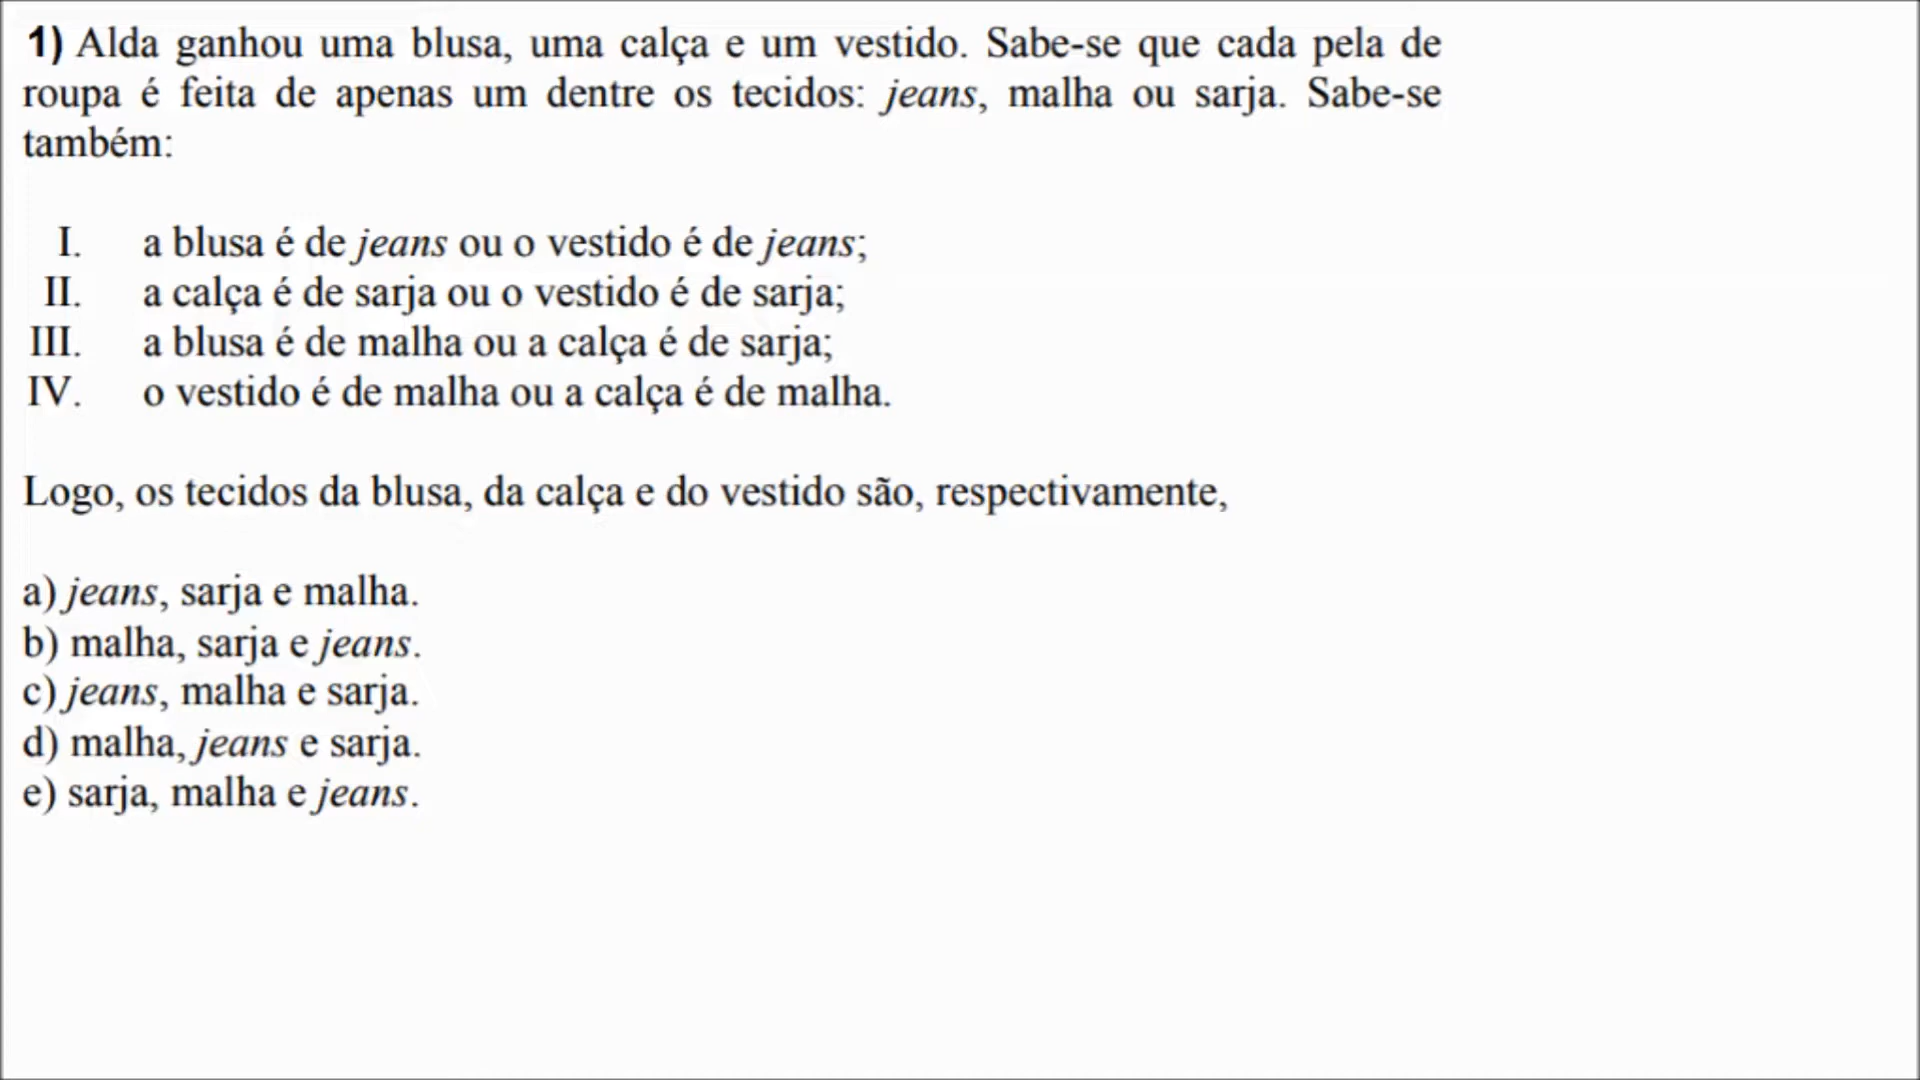 1) Alda ganhou uma blusa, uma calça e um vestido. Sabe-se que cada pela de
roupa é feita de apenas um dentre os tecidos: jeans, malha ou sarja. Sabe-se
também:
I. a blusa é de jeans ou o vestido é de jeans;
II. a calça é de sarja ou o vestido é de sarja;
III. a blusa é de malha ou a calça é de sarja;
IV. o vestido é de malha ou a calça é de malha.
Logo, os tecidos da blusa, da calça e do vestido são, respectivamente,
a) jeans, sarja e malha.
b) malha, sarja e jeans.
c) jeans, malha e sarja.
d) malha, jeans e sarja.
e) sarja, malha e jeans.